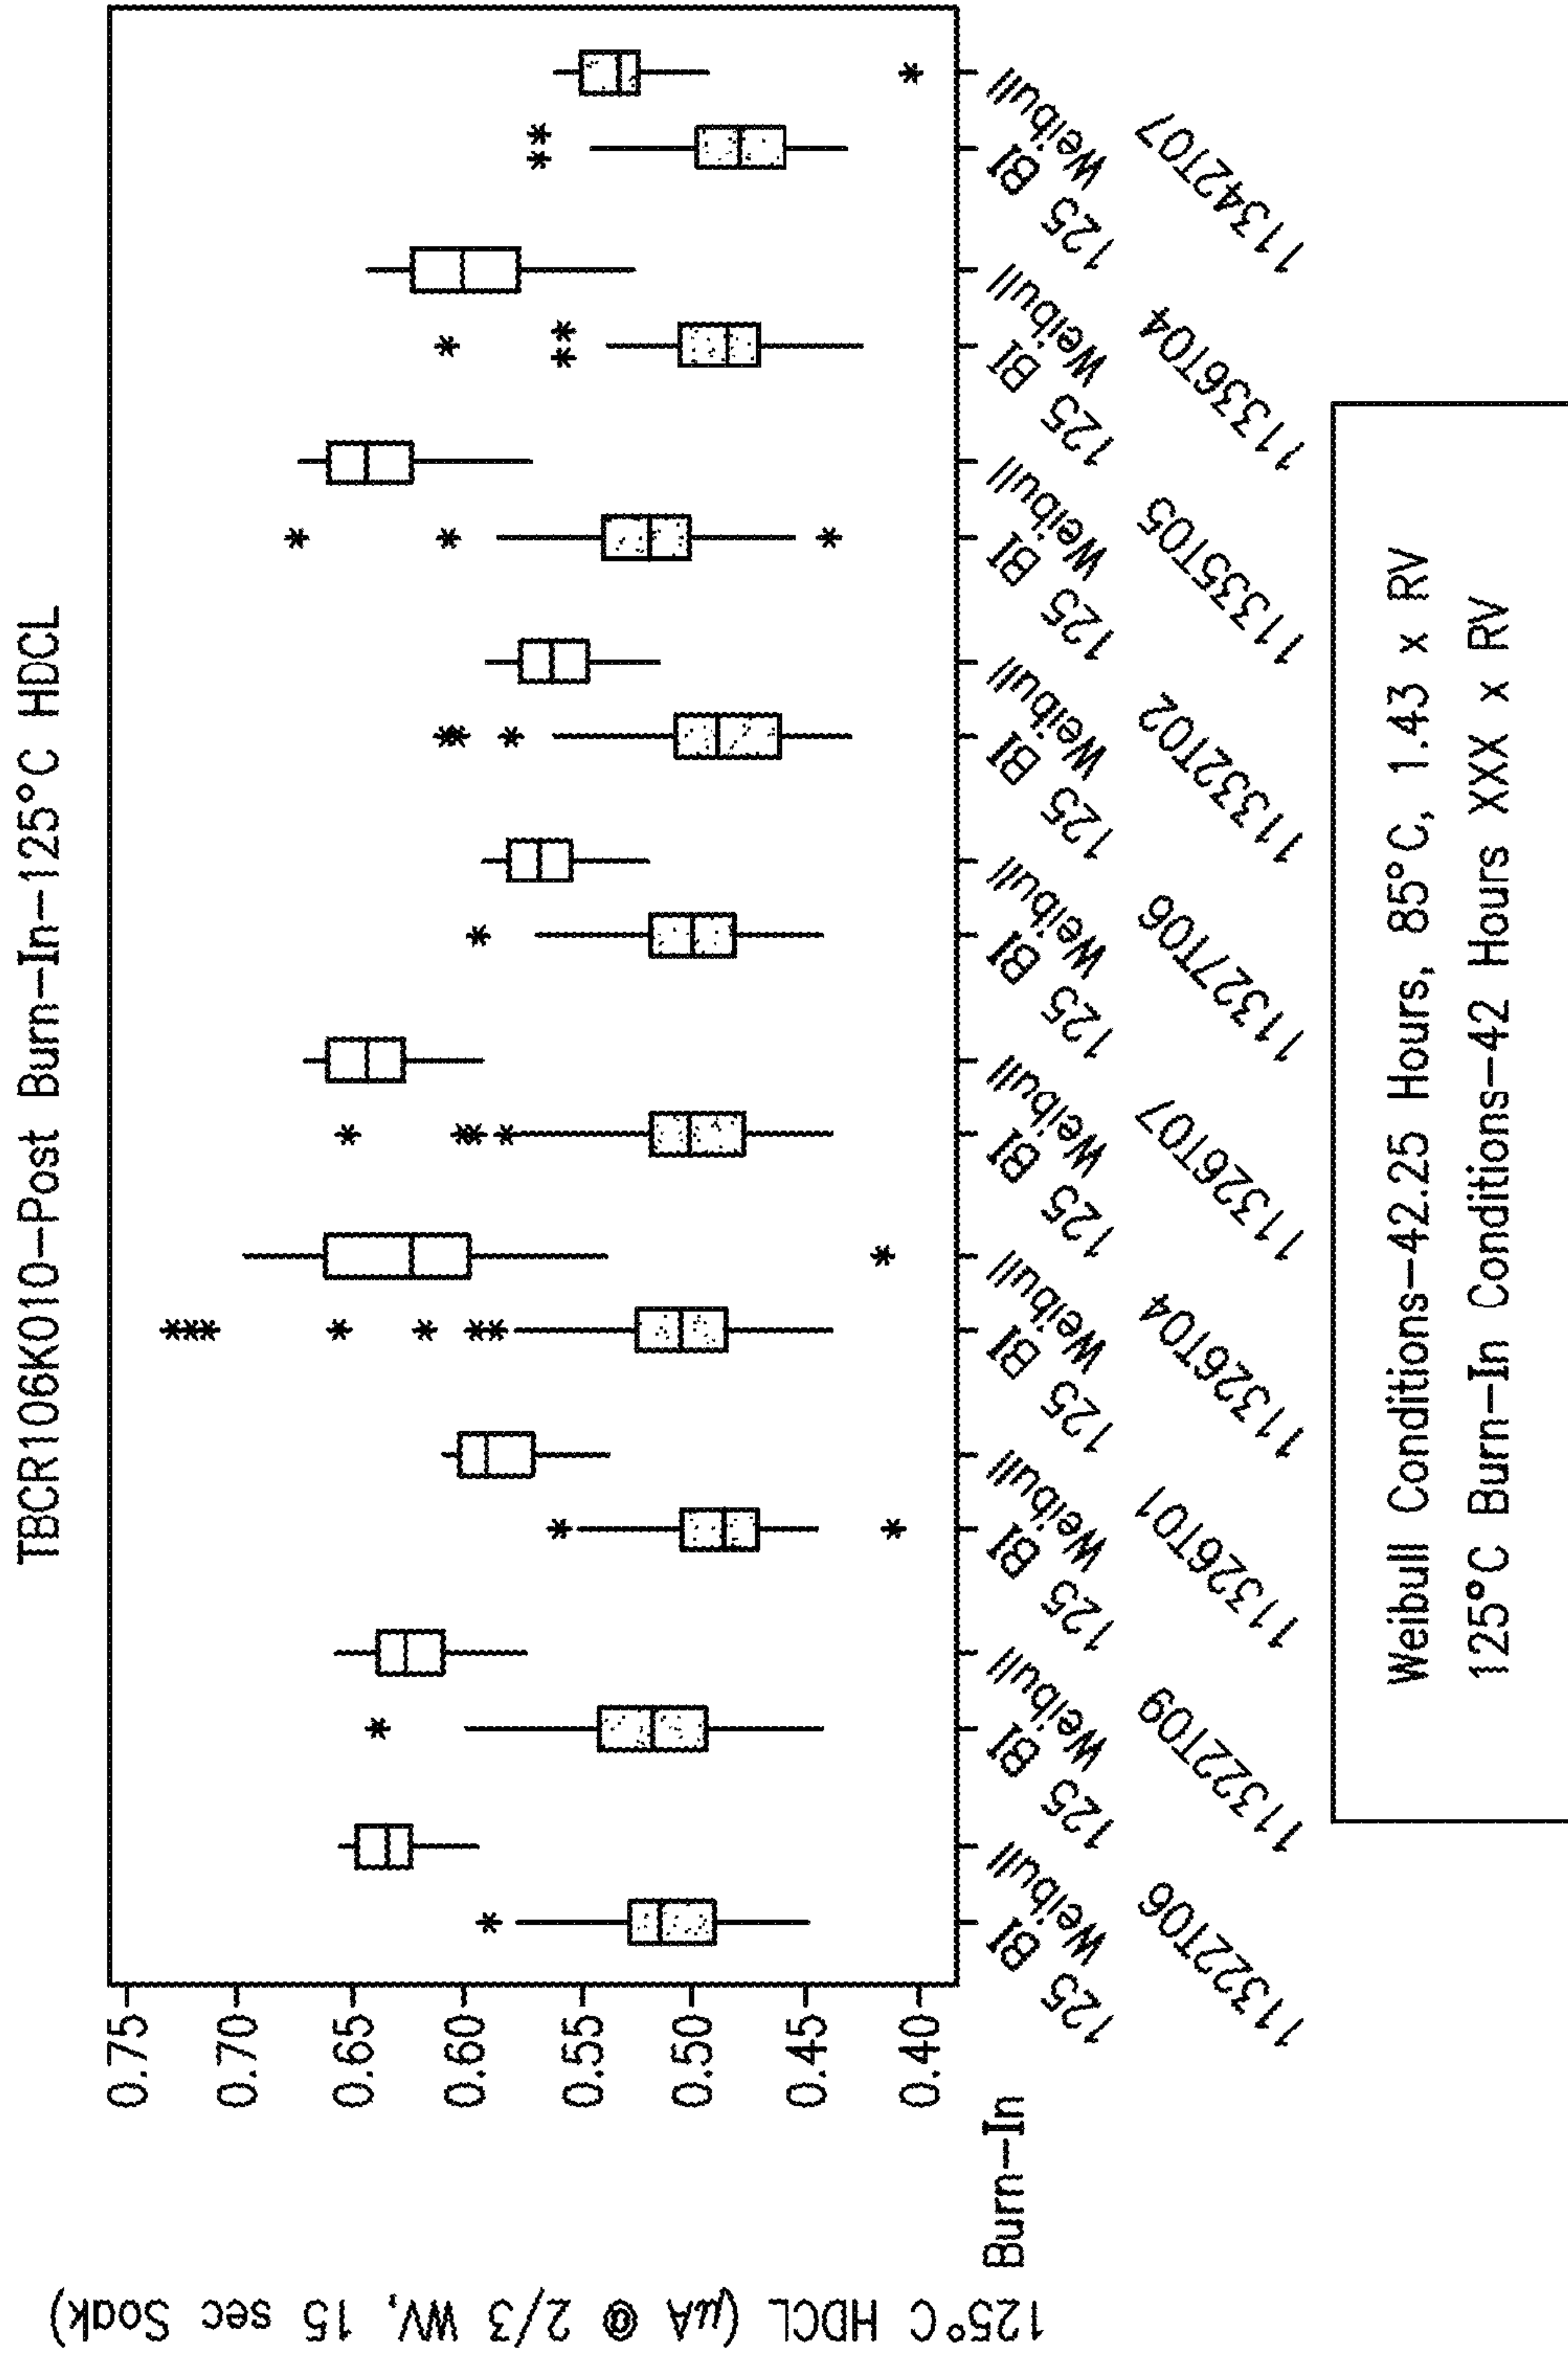 TBCR106K010-Post Burn-In-125°C HDCL
125°C HDCL (µA @ 2/3 WV, 15 sec Soak)
0.75
0.70
0.65
0.60
0.55
0.50
0.45
0.40
Burn-In
125 BI
Weibull
125 BI
Weibull
125 BI
Weibull
125 BI
Weibull
125 BI
Weibull
125 BI
Weibull
125 BI
Weibull
125 BI
Weibull
125 BI
Weibull
125 BI
Weibull
11322T06
11322T09
11326T01
11326T04
11326T07
11327T06
11332T02
11335T05
11336T04
11342T07
Weibull Conditions-42.25 Hours, 85°C, 1.43 x RV
125°C Burn-In Conditions-42 Hours XXX x RV